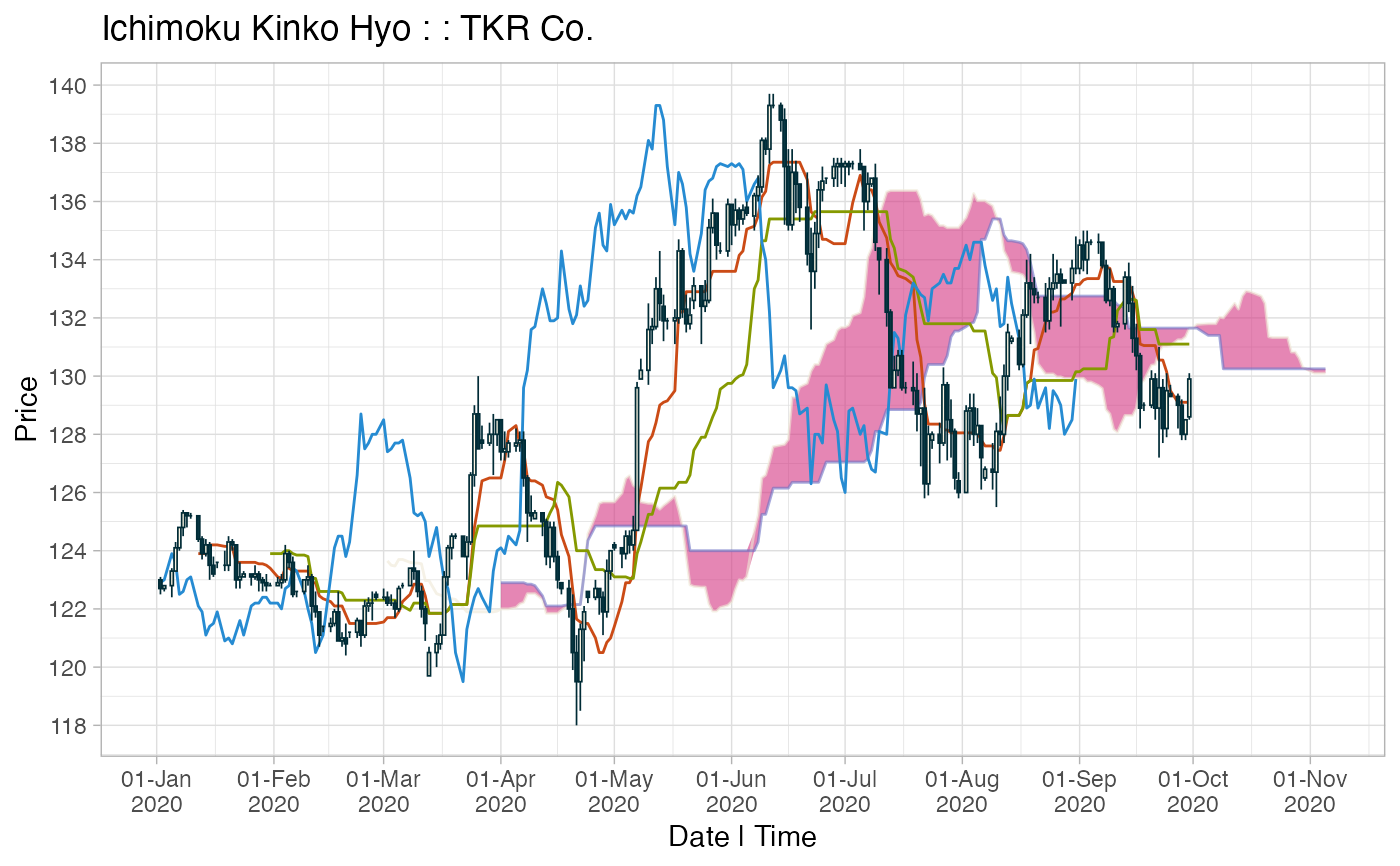 Ichimoku Kinko Hyo : : TKR Co.
140
138
136
134
132
130
128
126
124
122
120
118
Price
01-Jan 01-Feb 01-Mar 01-Apr 01-May 01-Jun 01-Jul 01-Aug 01-Sep 01-Oct 01-Nov
2020 2020 2020 2020 2020 2020 2020 2020 2020 2020 2020
Date | Time